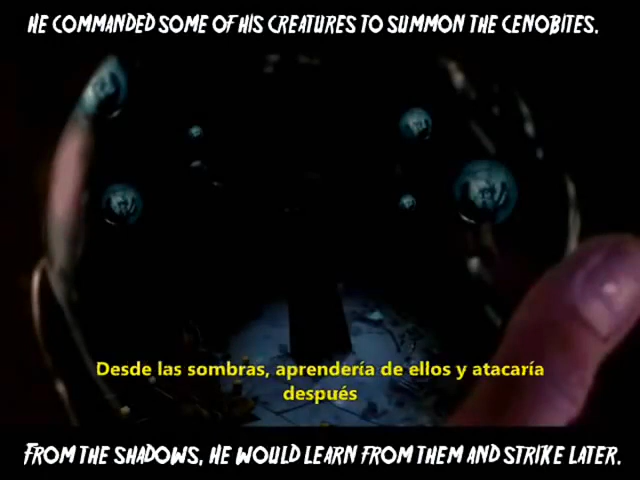 HE COMMANDED SOME OF HIS CREATURES TO SUMMON THE CENOBITES.
Desde las sombras, aprendería de ellos y atacaría
después
FROM THE SHADOWS, HE WOULD LEARN FROM THEM AND STRIKE LATER.